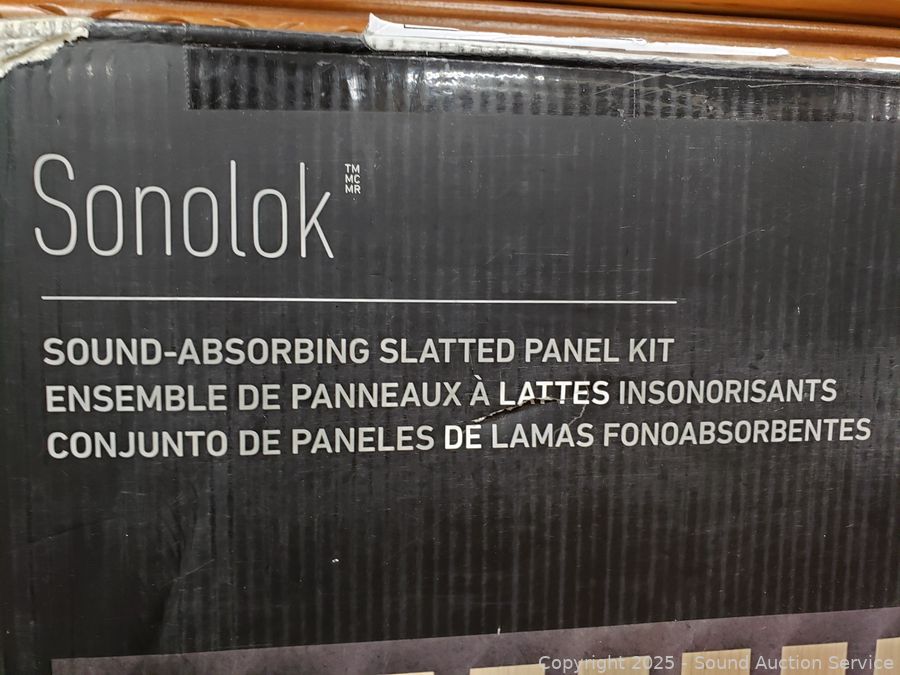 Sonolok
TM
MC
MR
SOUND-ABSORBING SLATTED PANEL KIT
ENSEMBLE DE PANNEAUX À LATTES INSONORISANTS
CONJUNTO DE PANELES DE LAMAS FONOABSORBENTES
Copyright 2025 - Sound Auction Service